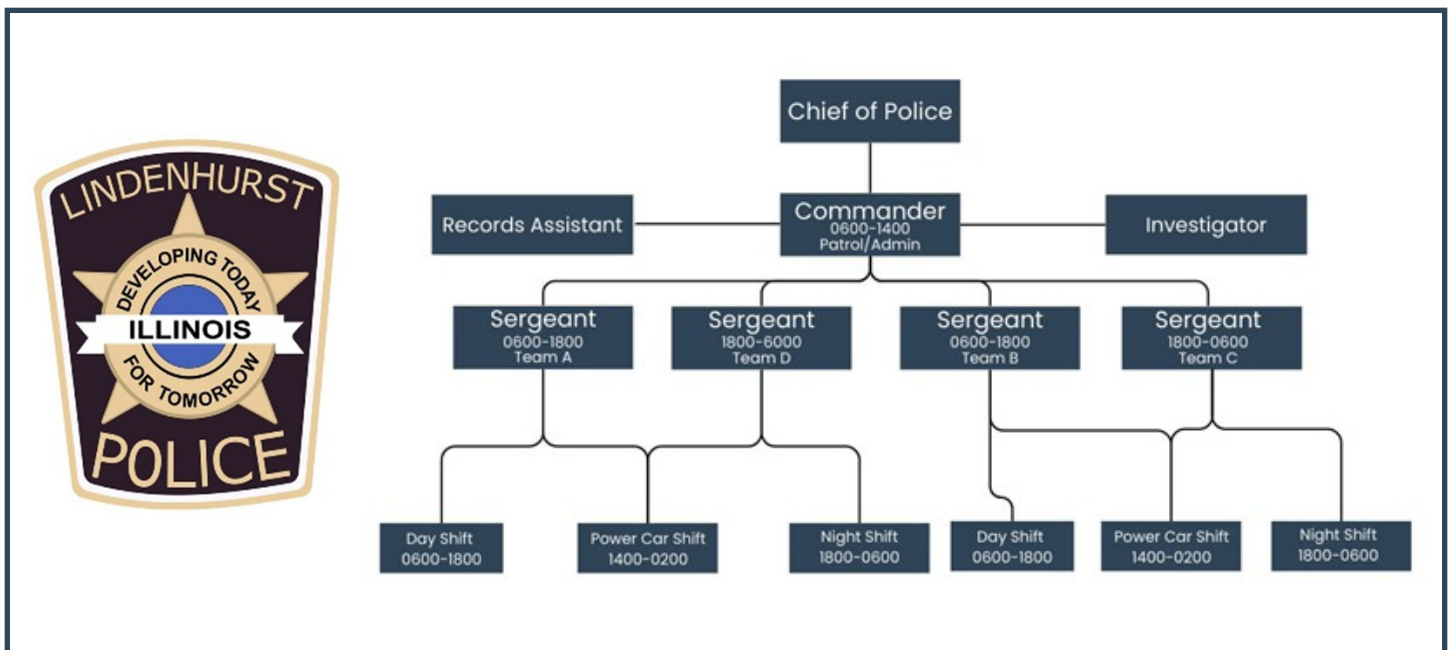 LINDENHURST
DEVELOPING TODAY
ILLINOIS
FOR TOMORROW
POLICE
Chief of Police
Records Assistant
Commander
0600-1400
Patrol/Admin
Investigator
Sergeant
0600-1800
Team A
Sergeant
1800-6000
Team D
Sergeant
0600-1800
Team B
Sergeant
1800-0600
Team C
Day Shift
0600-1800
Power Car Shift
1400-0200
Night Shift
1800-0600
Day Shift
0600-1800
Power Car Shift
1400-0200
Night Shift
1800-0600